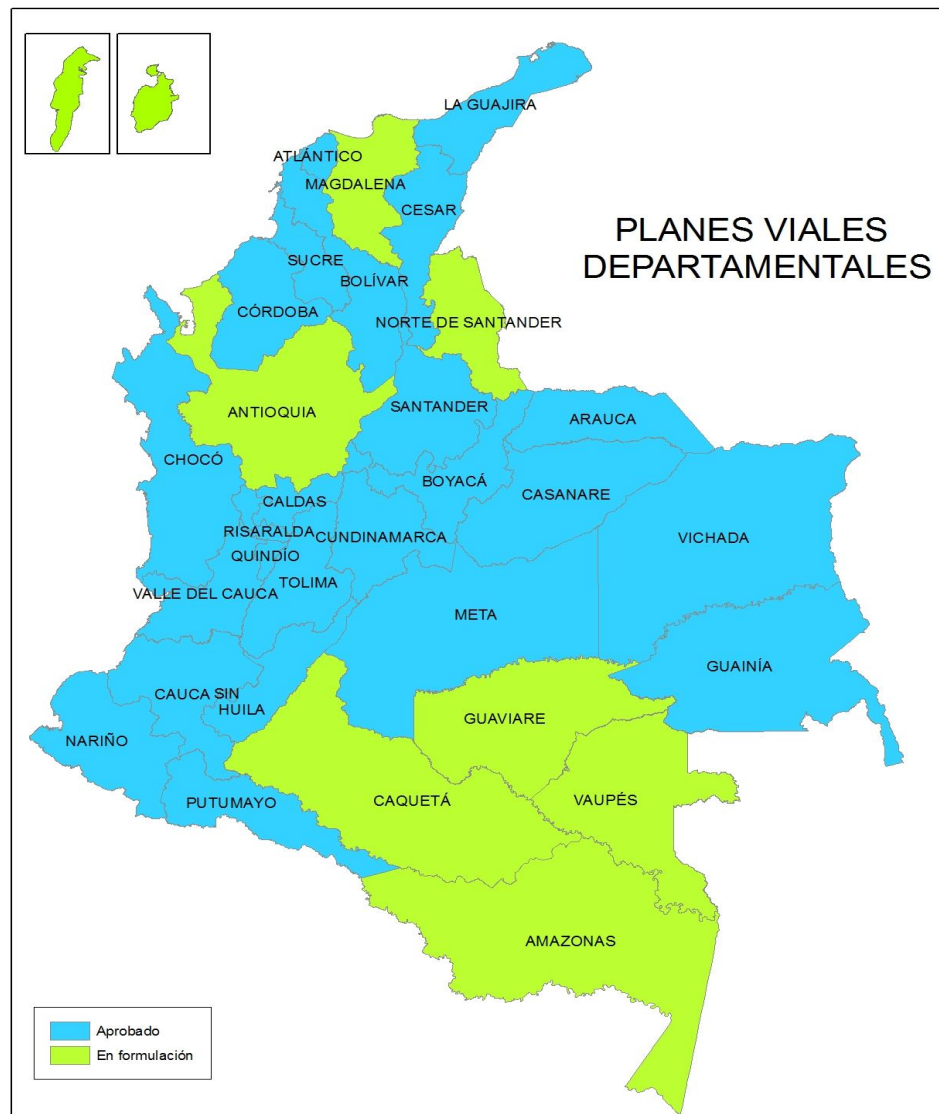 PLANES VIALES
DEPARTAMENTALES
LA GUAJIRA
ATLÁNTICO
MAGDALENA
CESAR
SUCRE
BOLÍVAR
CÓRDOBA
NORTE DE SANTANDER
ANTIOQUIA
SANTANDER
ARAUCA
CHOCÓ
BOYACÁ
CASANARE
CALDAS
RISARALDA
CUNDINAMARCA
VICHADA
QUINDÍO
TOLIMA
VALLE DEL CAUCA
META
GUAINÍA
CAUCA SIN
HUILA
GUAVIARE
NARIÑO
PUTUMAYO
CAQUETÁ
VAUPÉS
AMAZONAS
Aprobado
En formulación